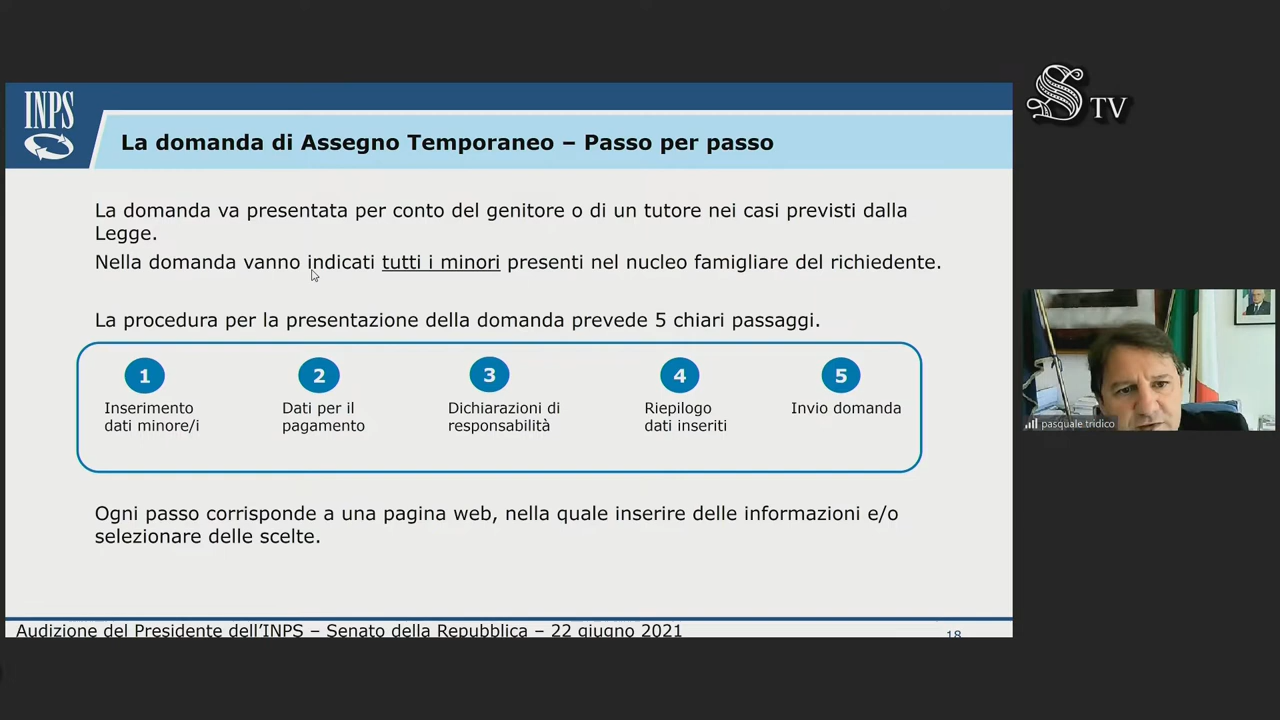 INPS
La domanda di Assegno Temporaneo – Passo per passo
La domanda va presentata per conto del genitore o di un tutore nei casi previsti dalla
Legge.
Nella domanda vanno indicati tutti i minori presenti nel nucleo famigliare del richiedente.
La procedura per la presentazione della domanda prevede 5 chiari passaggi.
1
Inserimento
dati minore/i
2
Dati per il
pagamento
3
Dichiarazioni di
responsabilità
4
Riepilogo
dati inseriti
5
Invio domanda
Ogni passo corrisponde a una pagina web, nella quale inserire delle informazioni e/o
selezionare delle scelte.
Audizione del Presidente dell'INPS – Senato della Repubblica – 22 giugno 2021
18
S TV
pasquale tridico